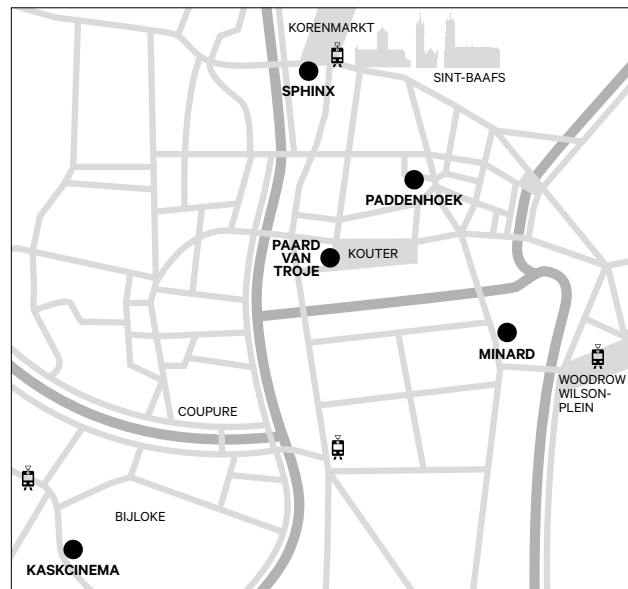 KORENMARKT
SINT-BAAFS
SPHINX
PADDENHOEK
PAARD
VAN
TROJE
KOUTER
MINARD
WOODROW
WILSON-
PLEIN
COUPURE
BIJLOKE
KASKCINEMA